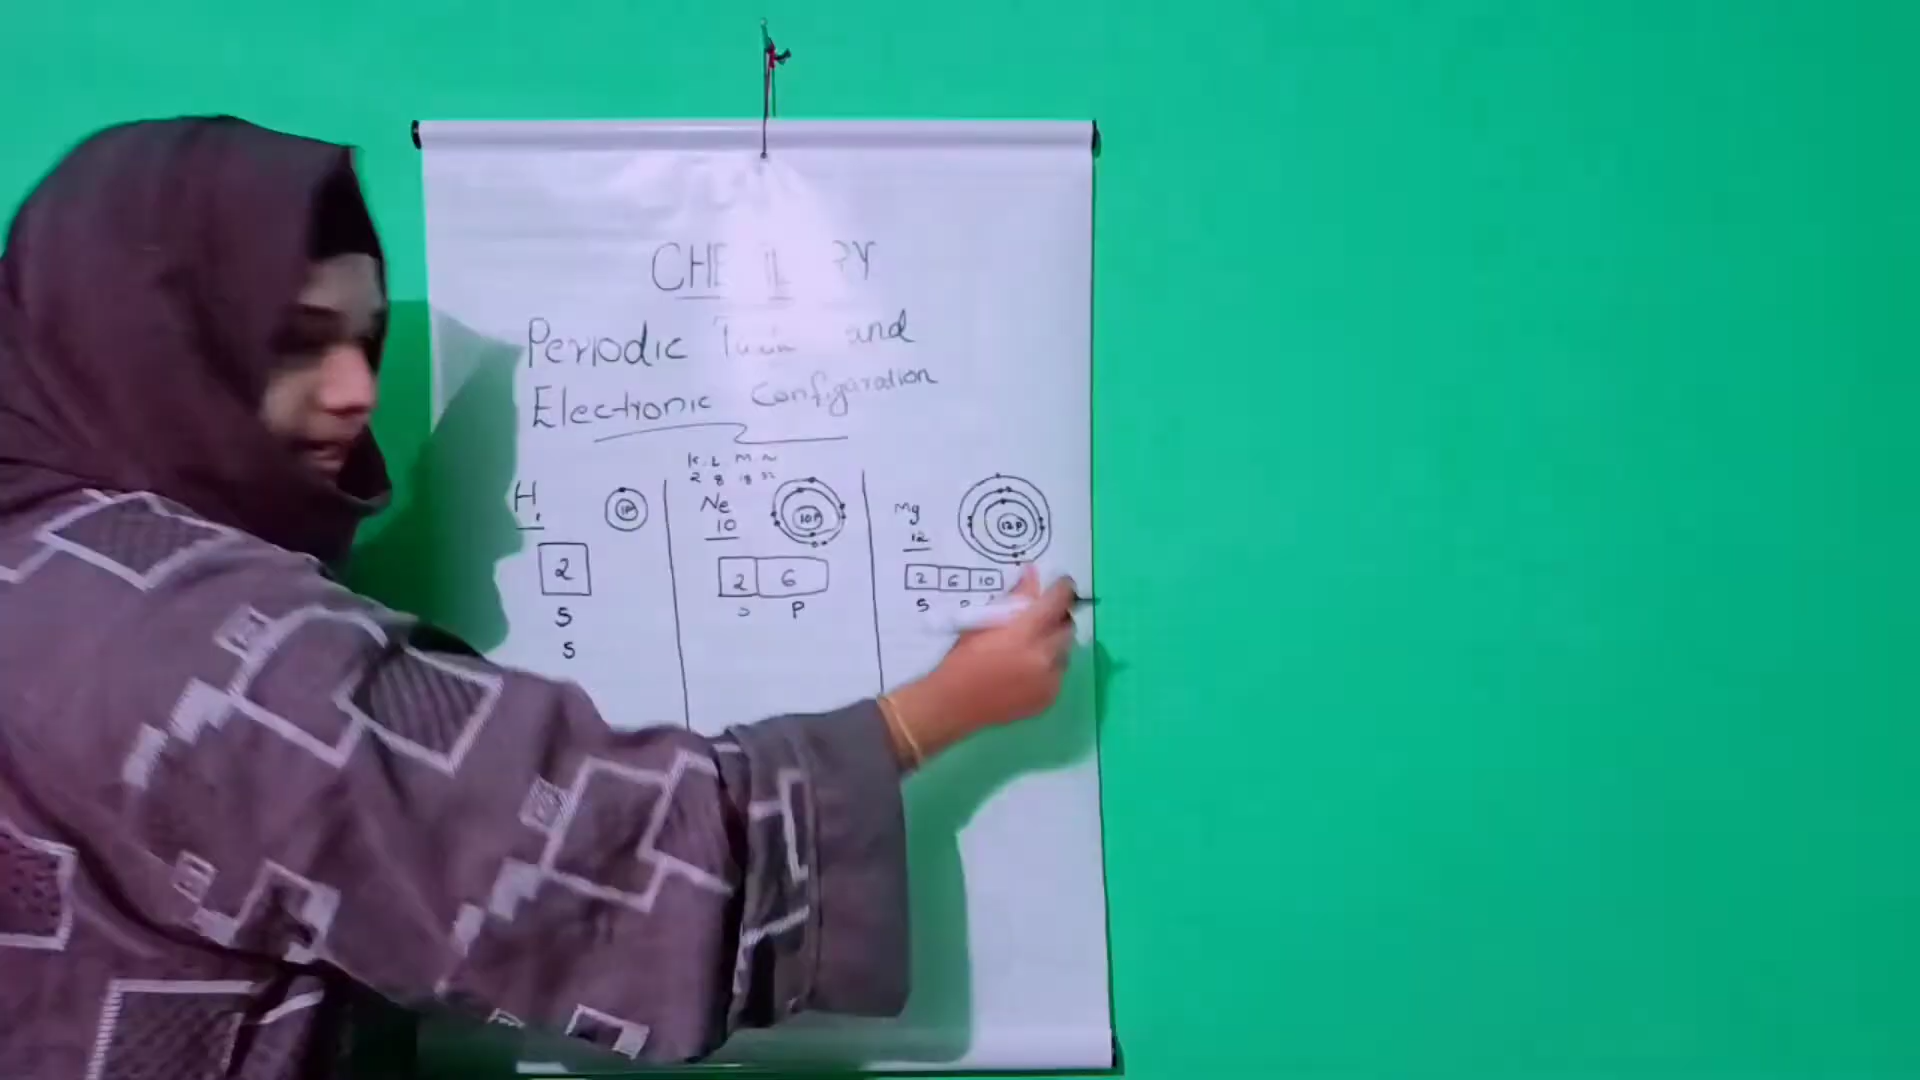 CHE RY
Periodic and
Electronic Configuration
K L M N
2 8 18 32
H
1
1P
2
S
S
Ne
10
10P
2 6
S P
Mg
12
12P
2 6 10
S